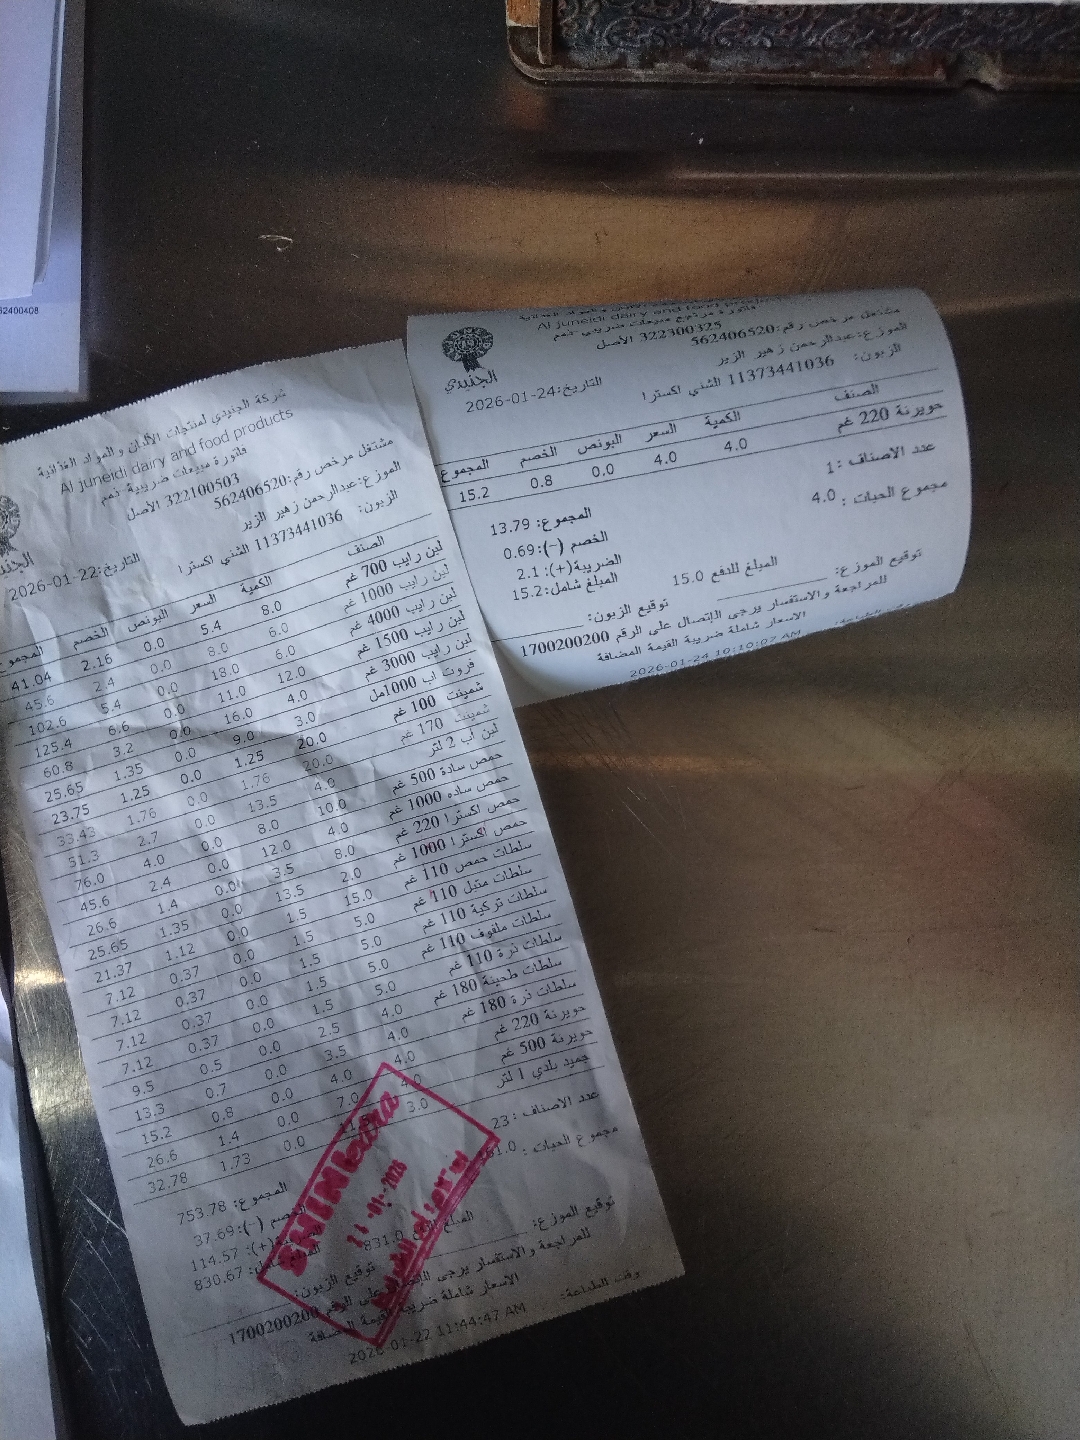 62400408
شركة الجنيدي لمنتجات الألبان و المواد الغذائية
Al juneidi dairy and food products
فاتورة مبيعات ضريبية-نمم
322100503 الأصل
مشتغل مرخص رقم:562406520
الموزع:عبدالرحمن زهير الزير
الزبون: 11373441036 الشني اكسترا
التاريخ:22-01-2026
الصنف الكمية السعر البونص الخصم المجموع
لبن رايب 700 غم 8.0 5.4 0.0 2.16 41.04
لبن رايب 1000 غم 6.0 8.0 0.0 2.4 45.6
لبن رايب 4000 غم 6.0 18.0 0.0 5.4 102.6
لبن رايب 1500 غم 12.0 11.0 0.0 6.6 125.4
لبن رايب 3000 غم 4.0 16.0 0.0 3.2 60.8
فروت اب 1000مل 3.0 9.0 0.0 1.35 25.65
شمينت 100 غم 20.0 1.25 0.0 1.25 23.75
شمينت 170 غم 20.0 1.76 0.0 1.76 33.43
لبن أب 2 لتر 4.0 13.5 0.0 2.7 51.3
حمص سادة 500 غم 10.0 8.0 0.0 4.0 76.0
حمص ساده 1000 غم 4.0 12.0 0.0 2.4 45.6
حمص اكسترا 220 غم 8.0 3.5 0.0 1.4 26.6
حمص اكسترا 1000 غم 2.0 13.5 0.0 1.35 25.65
سلطات حمص 110 غم 15.0 1.5 0.0 1.12 21.37
سلطات متبل 110 غم 5.0 1.5 0.0 0.37 7.12
سلطات تركية 110 غم 5.0 1.5 0.0 0.37 7.12
سلطات ملفوف 110 غم 5.0 1.5 0.0 0.37 7.12
سلطات ذرة 110 غم 5.0 1.5 0.0 0.37 7.12
سلطات طحينة 180 غم 4.0 2.5 0.0 0.5 9.5
سلطات ذرة 180 غم 4.0 3.5 0.0 0.7 13.3
حويرنة 220 غم 4.0 4.0 0.0 0.8 15.2
حويرنة 500 غم 4.0 7.0 0.0 1.4 26.6
جميد بلدي 1 لتر 3.0 0.0 1.73 32.78
عدد الاصناف : 23
مجموع الحبات :
المجموع: 753.78
الخصم (-): 37.69
(+): 114.57
830.67
المبلغ 831.0
توقيع الموزع:
توقيع الزبون:
للمراجعة والاستفسار يرجى الإتصال على الرقم 1700200200
الاسعار شاملة ضريبة القيمة المضافة
وقت الطباعة: 2026-01-22 11:44:47 AM
Al juneidi dairy and food
فاتورة مرتجع مبيعات ضريبي-نمم
322300325 الأصل
مشتغل مرخص رقم:562406520
الموزع:عبدالرحمن زهير الزير
الزبون: 11373441036 الشني اكسترا
التاريخ:24-01-2026
الجنيدي
الصنف الكمية السعر البونص الخصم المجموع
حويرنة 220 غم 4.0 4.0 0.0 0.8 15.2
عدد الاصناف :1
مجموع الحبات : 4.0
المجموع: 13.79
الخصم (-): 0.69
الضريبة(+): 2.1
المبلغ شامل: 15.2
المبلغ للدفع 15.0
توقيع الموزع:
توقيع الزبون:
للمراجعة والاستفسار يرجى الإتصال على الرقم 1700200200
الاسعار شاملة ضريبة القيمة المضافة
2026-01-24 10:10:07 AM